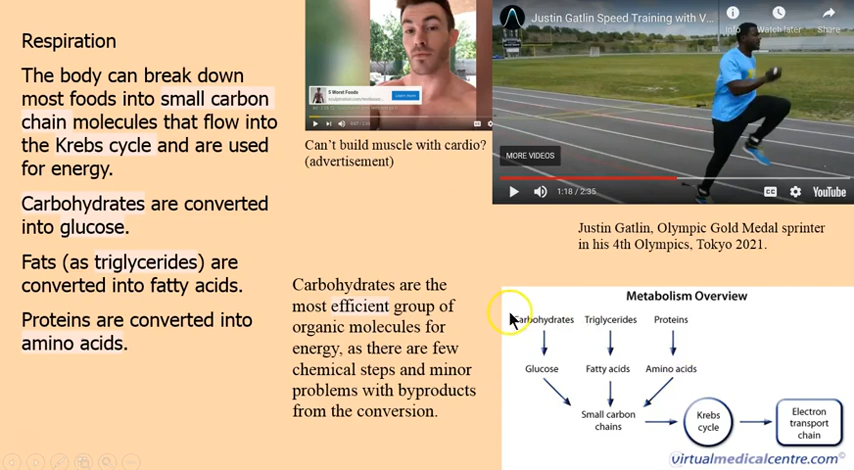 Respiration
The body can break down
most foods into small carbon
chain molecules that flow into
the Krebs cycle and are used
for energy.
Carbohydrates are converted
into glucose.
Fats (as triglycerides) are
converted into fatty acids.
Proteins are converted into
amino acids.
5 Worst Foods
Learn more
Can't build muscle with cardio?
(advertisement)
Justin Gatlin Speed Training with V...
Info
Watch later
Share
MORE VIDEOS
1:18 / 2:35
CC
YouTube
Justin Gatlin, Olympic Gold Medal sprinter
in his 4th Olympics, Tokyo 2021.
Carbohydrates are the
most efficient group of
organic molecules for
energy, as there are few
chemical steps and minor
problems with byproducts
from the conversion.
Metabolism Overview
Carbohydrates Triglycerides Proteins
Glucose Fatty acids Amino acids
Small carbon
chains
Krebs
cycle
Electron
transport
chain
virtualmedicalcentre.com©